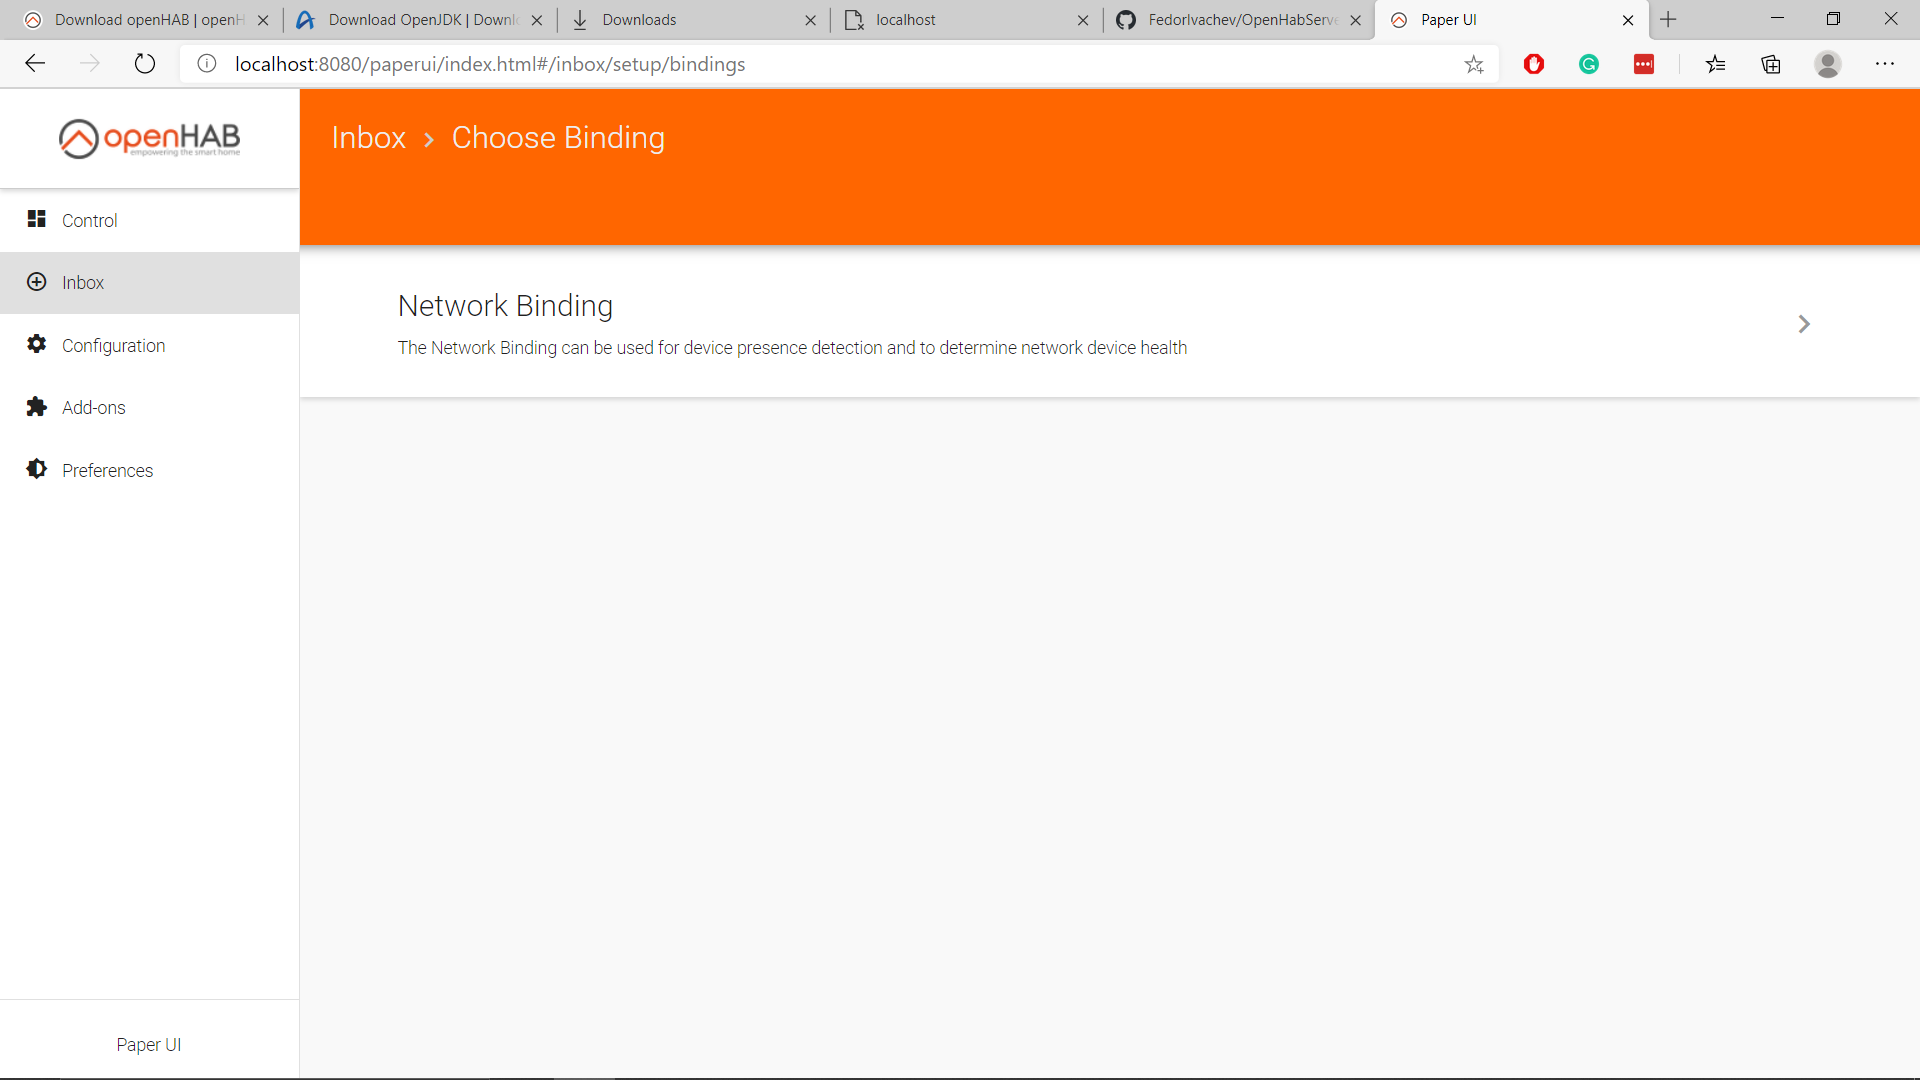 Download openHAB | openH
Download OpenJDK | Downl
Downloads
localhost
FedorIvachev/OpenHabServe
Paper UI
localhost:8080/paperui/index.html#/inbox/setup/bindings
openHAB
empowering the smart home
Inbox > Choose Binding
Control
Inbox
Configuration
Add-ons
Preferences
Network Binding
The Network Binding can be used for device presence detection and to determine network device health
Paper UI